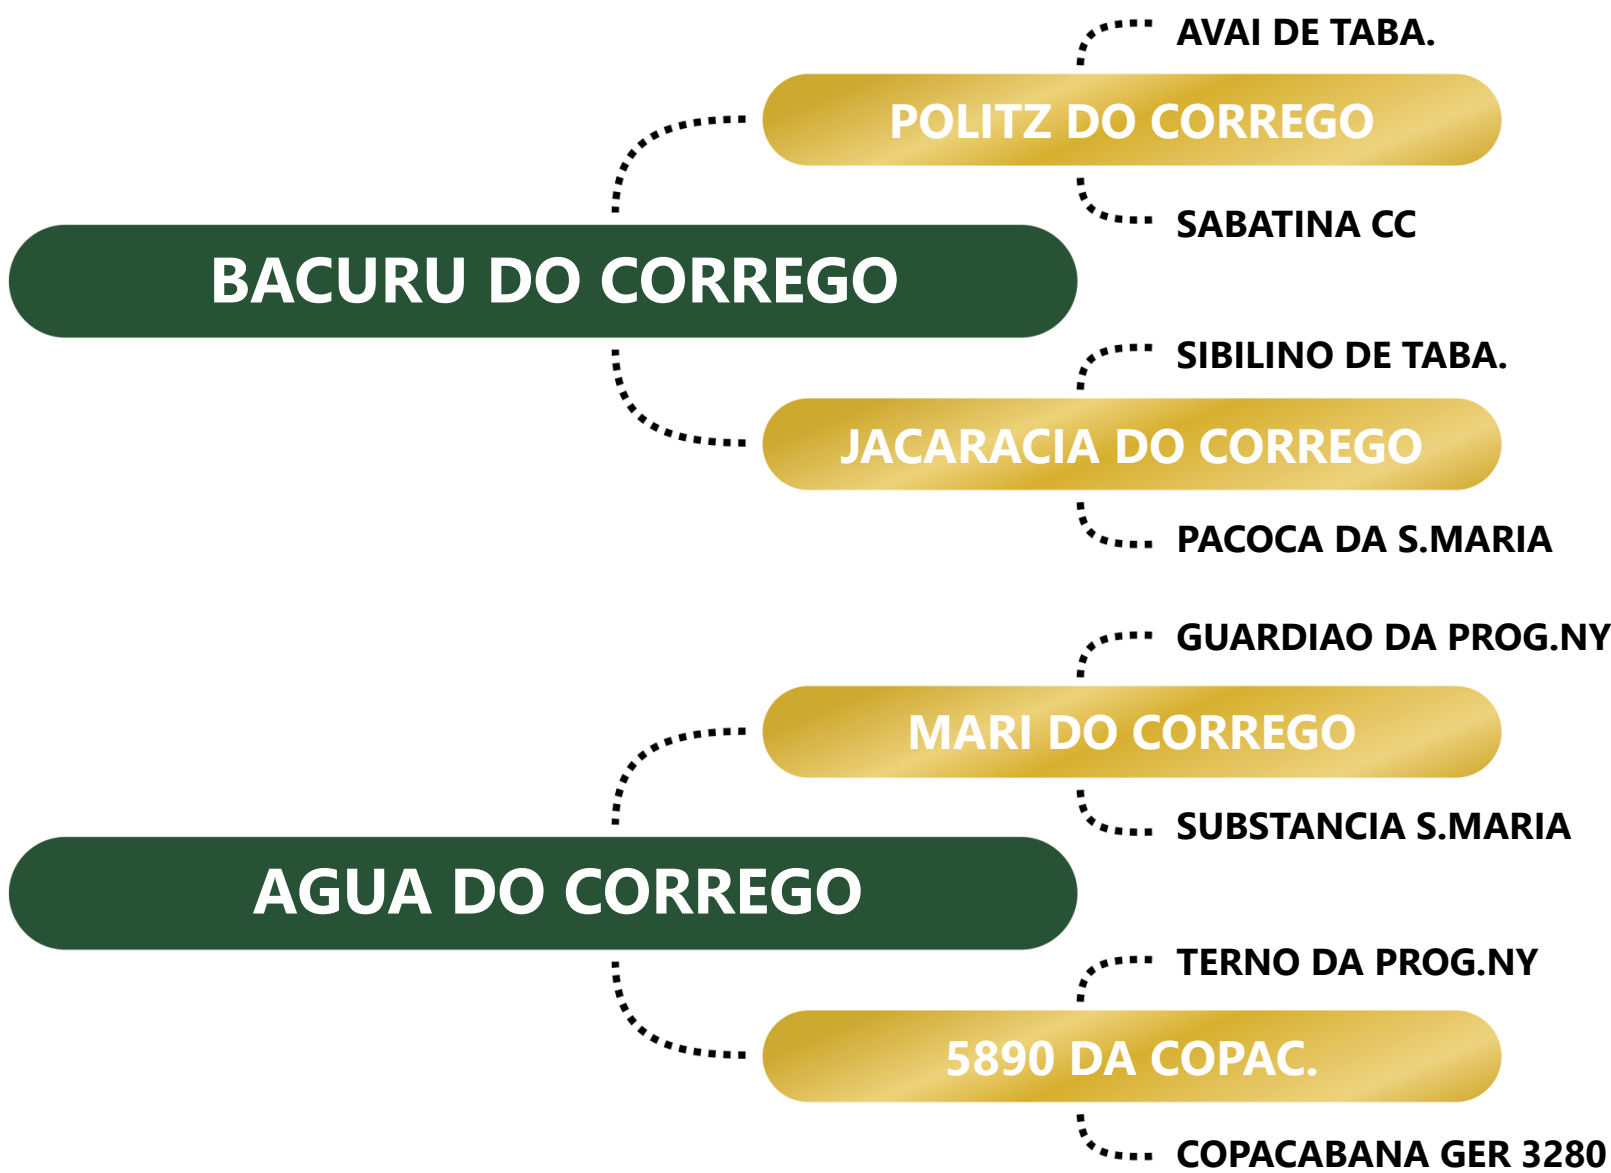 AVAI DE TABA.
POLITZ DO CORREGO
SABATINA CC
BACURU DO CORREGO
SIBILINO DE TABA.
JACARACIA DO CORREGO
PACOCA DA S.MARIA
GUARDIAO DA PROG.NY
MARI DO CORREGO
SUBSTANCIA S.MARIA
AGUA DO CORREGO
TERNO DA PROG.NY
5890 DA COPAC.
COPACABANA GER 3280